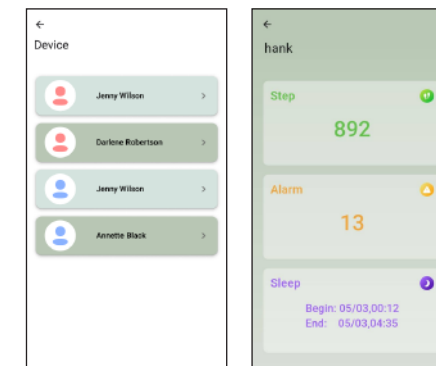 Device
Jenny Wilson
Darlene Robertson
Jenny Wilson
Annette Black
hank
Step
892
Alarm
13
Sleep
Begin: 05/03,00:12
End: 05/03,04:35